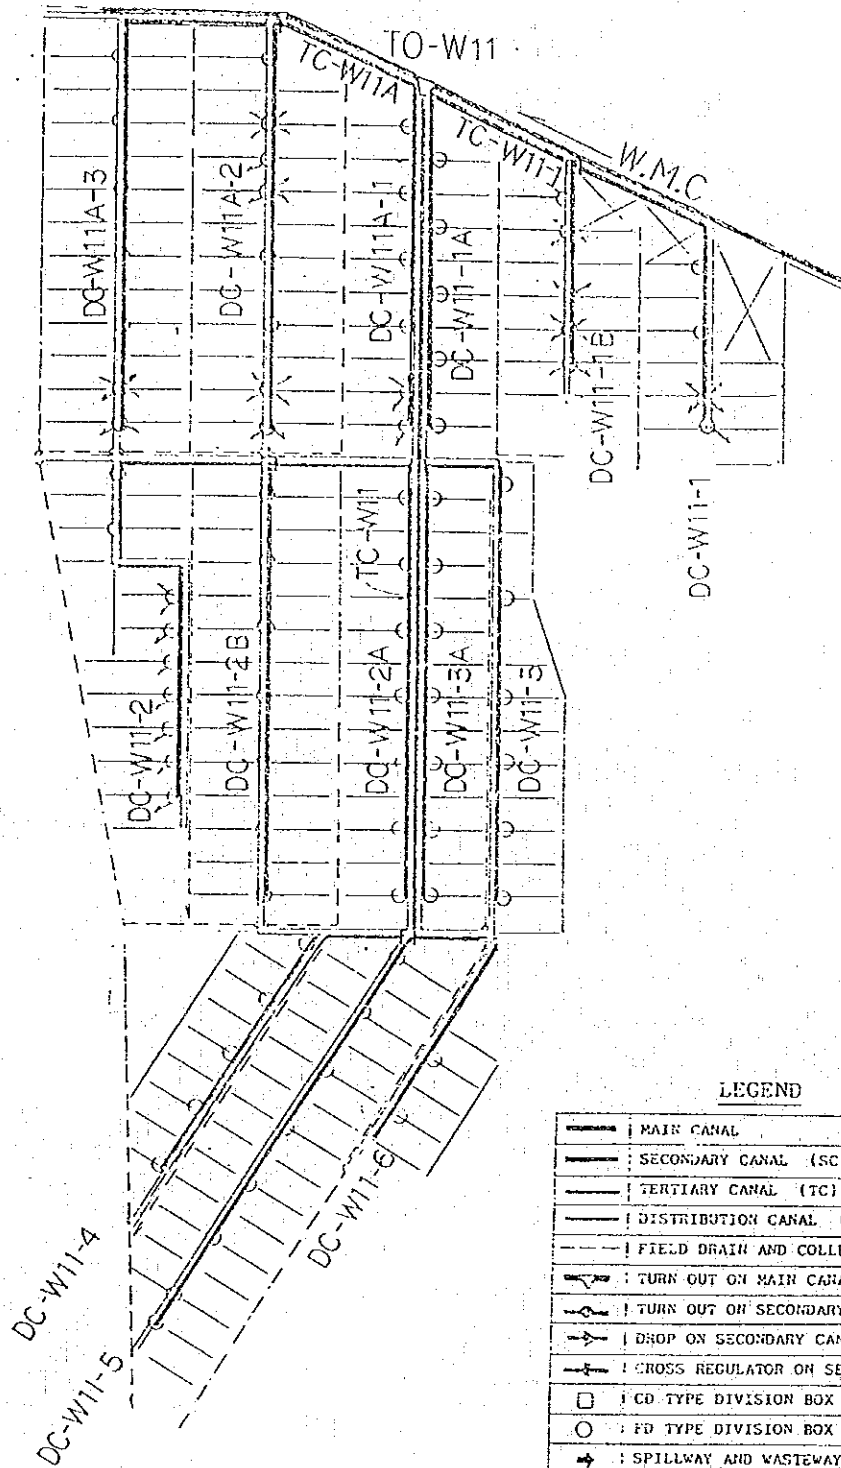 TO-W11
TC-W11A
TC-W11-1
W.M.C
DC-W11A-3
DC-W11A-2
DC-W11A-1
DC-W11-1A
DC-W11-1B
DC-W11-1
TC-W11
DC-W11-2
DC-W11-2B
DC-W11-2A
DC-W11-3A
DC-W11-3
DC-W11-4
DC-W11-5
DC-W11-6
LEGEND
MAIN CANAL
SECONDARY CANAL (SC
TERTIARY CANAL (TC)
DISTRIBUTION CANAL
FIELD DRAIN AND COLL
TURN OUT ON MAIN CANA
TURN OUT ON SECONDARY
DROP ON SECONDARY CAN
CROSS REGULATOR ON SE
CD TYPE DIVISION BOX
FD TYPE DIVISION BOX
SPILLWAY AND WASTEWAY